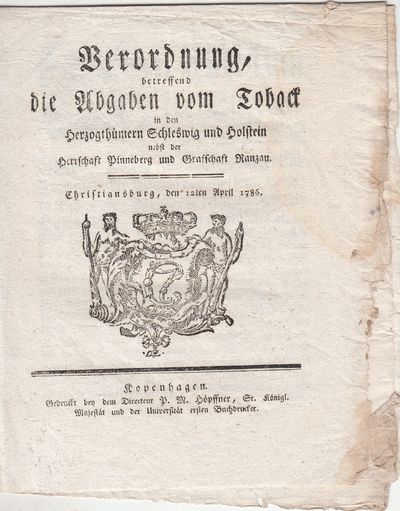 Verordnung,
betreffend
die Abgaben vom Toback
in den
Herzogthümern Schleswig und Holstein
nebst der
Herrschaft Pinneberg und Grafschaft Ranzau.
Christiansburg, den 12ten April 1786.
Kopenhagen.
Gedruckt bey dem Directeur P. M. Höpffner, Sr. Königl.
Majestät und der Universität ersten Buchdrucker.